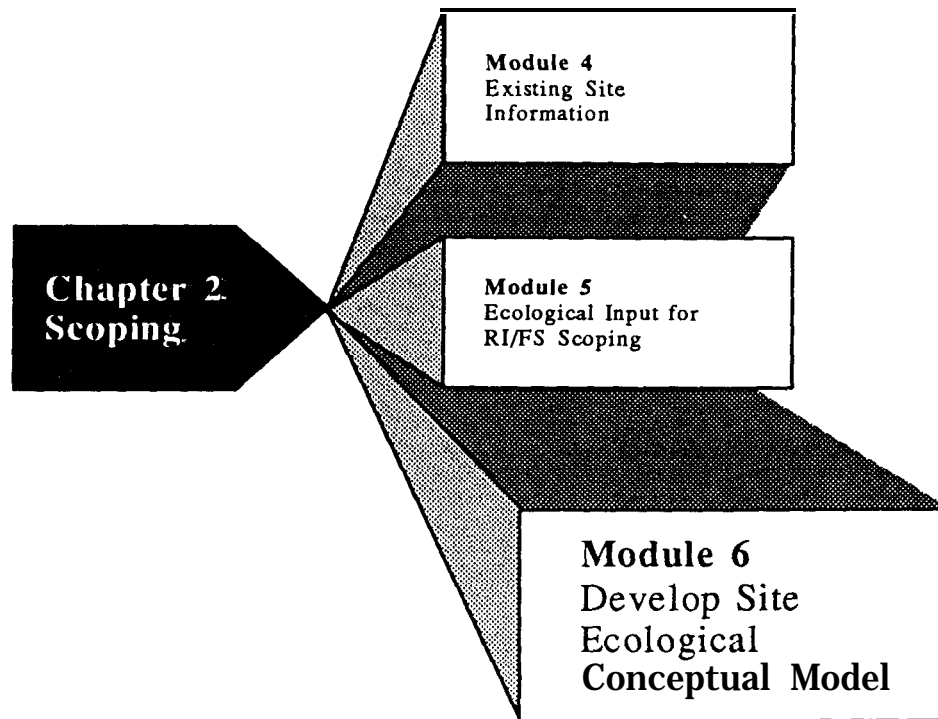 Chapter 2
Scoping
Module 4
Existing Site
Information
Module 5
Ecological Input for
RI/FS Scoping
Module 6
Develop Site
Ecological
Conceptual Model